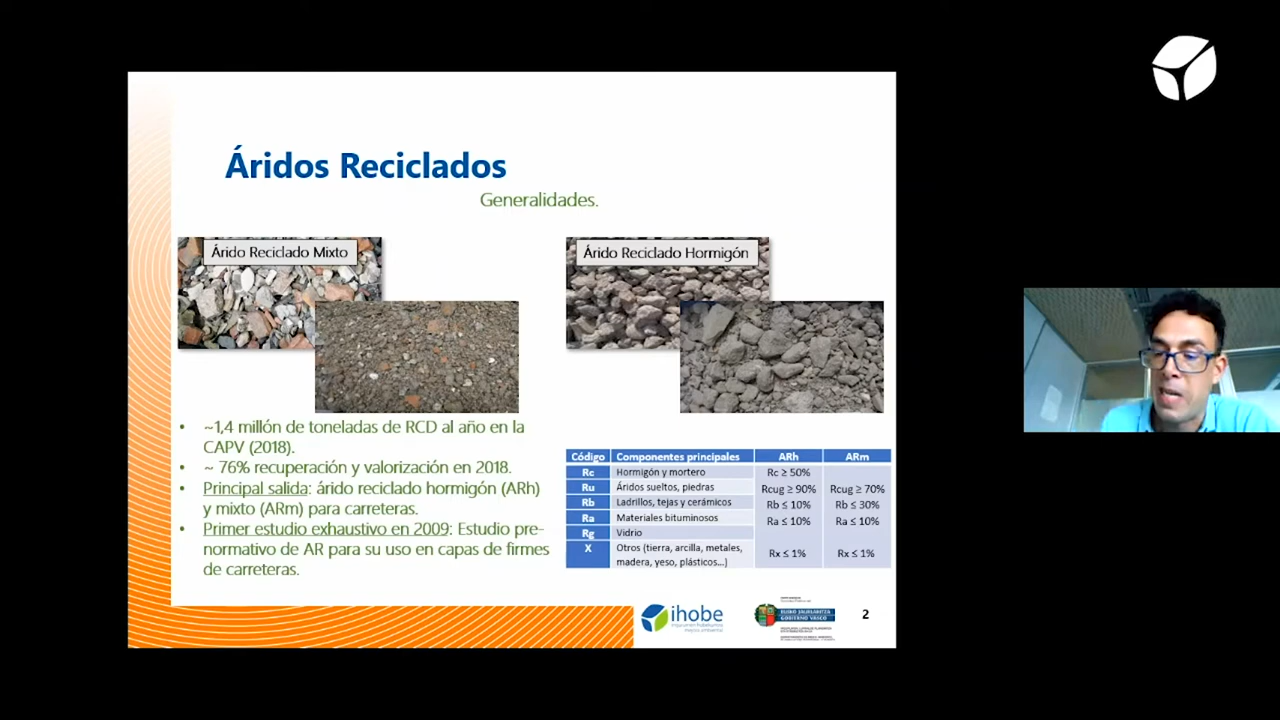 Áridos Reciclados
Generalidades.
Árido Reciclado Mixto
Árido Reciclado Hormigón
• ~1,4 millón de toneladas de RCD al año en la
CAPV (2018).
• ~ 76% recuperación y valorización en 2018.
• Principal salida: árido reciclado hormigón (ARh)
y mixto (ARm) para carreteras.
• Primer estudio exhaustivo en 2009: Estudio pre-
normativo de AR para su uso en capas de firmes
de carreteras.
Código Componentes principales ARh ARm
Rc Hormigón y mortero Rc ≥ 50%
Ru Áridos sueltos, piedras Rcug ≥ 90% Rcug ≥ 70%
Rb Ladrillos, tejas y cerámicos Rb ≤ 10% Rb ≤ 30%
Ra Materiales bituminosos Ra ≤ 10% Ra ≤ 10%
Rg Vidrio
X Otros (tierra, arcilla, metales,
madera, yeso, plásticos...) Rx ≤ 1% Rx ≤ 1%
ihobe
EUSKO JAURLARITZA
GOBIERNO VASCO
2